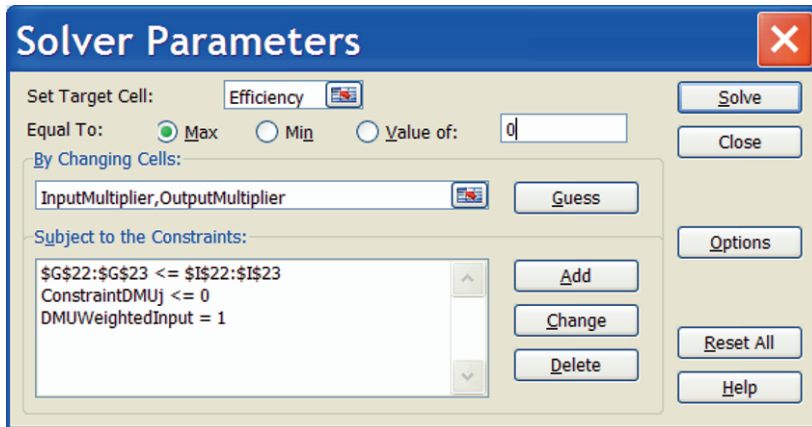 Solver Parameters
Set Target Cell: Efficiency
Solve
Equal To: Max Min Value of: 0
Close
By Changing Cells:
InputMultiplier,OutputMultiplier
Guess
Subject to the Constraints:
Options
$G$22:$G$23 <= $I$22:$I$23
Add
ConstraintDMUj <= 0
DMUWeightedInput = 1
Change
Reset All
Delete
Help